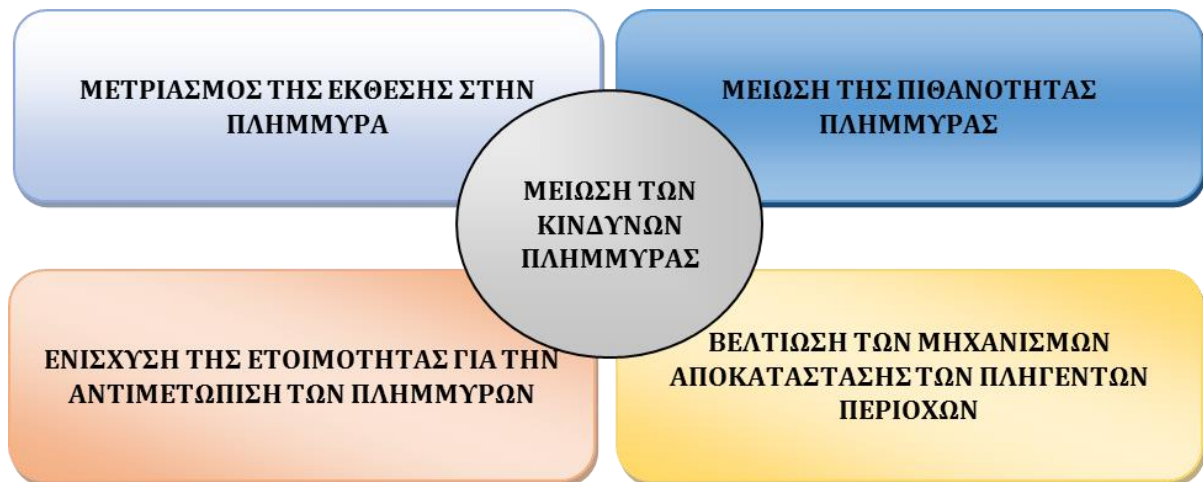 ΜΕΤΡΙΑΣΜΟΣ ΤΗΣ ΕΚΘΕΣΗΣ ΣΤΗΝ
ΠΛΗΜΜΥΡΑ
ΜΕΙΩΣΗ ΤΗΣ ΠΙΘΑΝΟΤΗΤΑΣ
ΠΛΗΜΜΥΡΑΣ
ΜΕΙΩΣΗ ΤΩΝ
ΚΙΝΔΥΝΩΝ
ΠΛΗΜΜΥΡΑΣ
ΕΝΙΣΧΥΣΗ ΤΗΣ ΕΤΟΙΜΟΤΗΤΑΣ ΓΙΑ ΤΗΝ
ΑΝΤΙΜΕΤΩΠΙΣΗ ΤΩΝ ΠΛΗΜΜΥΡΩΝ
ΒΕΛΤΙΩΣΗ ΤΩΝ ΜΗΧΑΝΙΣΜΩΝ
ΑΠΟΚΑΤΑΣΤΑΣΗΣ ΤΩΝ ΠΛΗΓΕΝΤΩΝ
ΠΕΡΙΟΧΩΝ